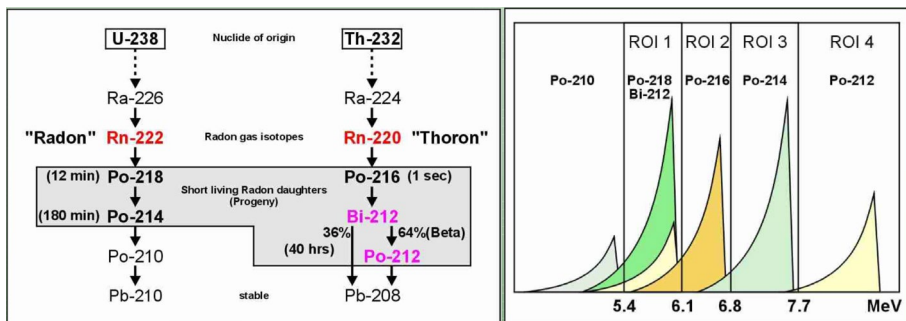 U-238 Nuclide of origin Th-232
Ra-226 Ra-224
"Radon" Rn-222 Radon gas isotopes Rn-220 "Thoron"
(12 min) Po-218 Po-216 (1 sec)
Short living Radon daughters
(Progeny)
(180 min) Po-214 Bi-212
36% 64%(Beta)
(40 hrs)
Po-210 Po-212
Pb-210 stable Pb-208
ROI 1 ROI 2 ROI 3 ROI 4
Po-210 Po-218 Po-216 Po-214 Po-212
Bi-212
5.4 6.1 6.8 7.7 MeV